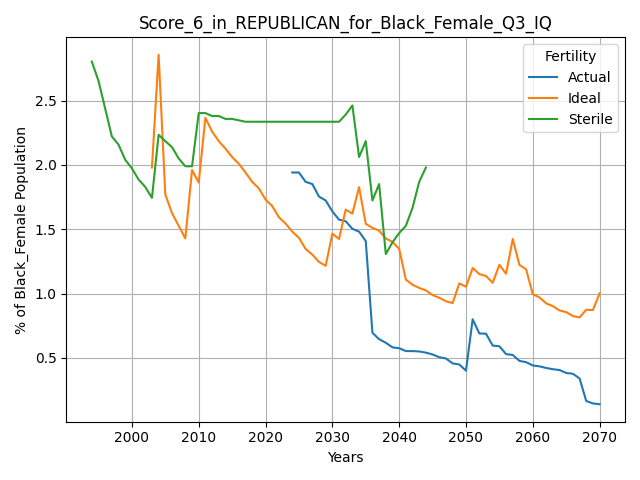 Score_6_in_REPUBLICAN_for_Black_Female_Q3_IQ
Fertility
Actual
Ideal
Sterile
% of Black_Female Population
2.5
2.0
1.5
1.0
0.5
2000 2010 2020 2030 2040 2050 2060 2070
Years